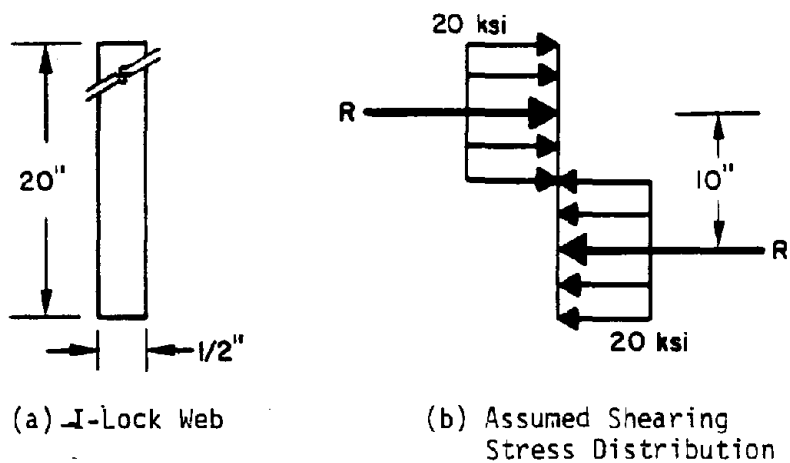 20 ksi
R
20"
10"
R
1/2"
20 ksi
(a) I-Lock Web
(b) Assumed Shearing
Stress Distribution